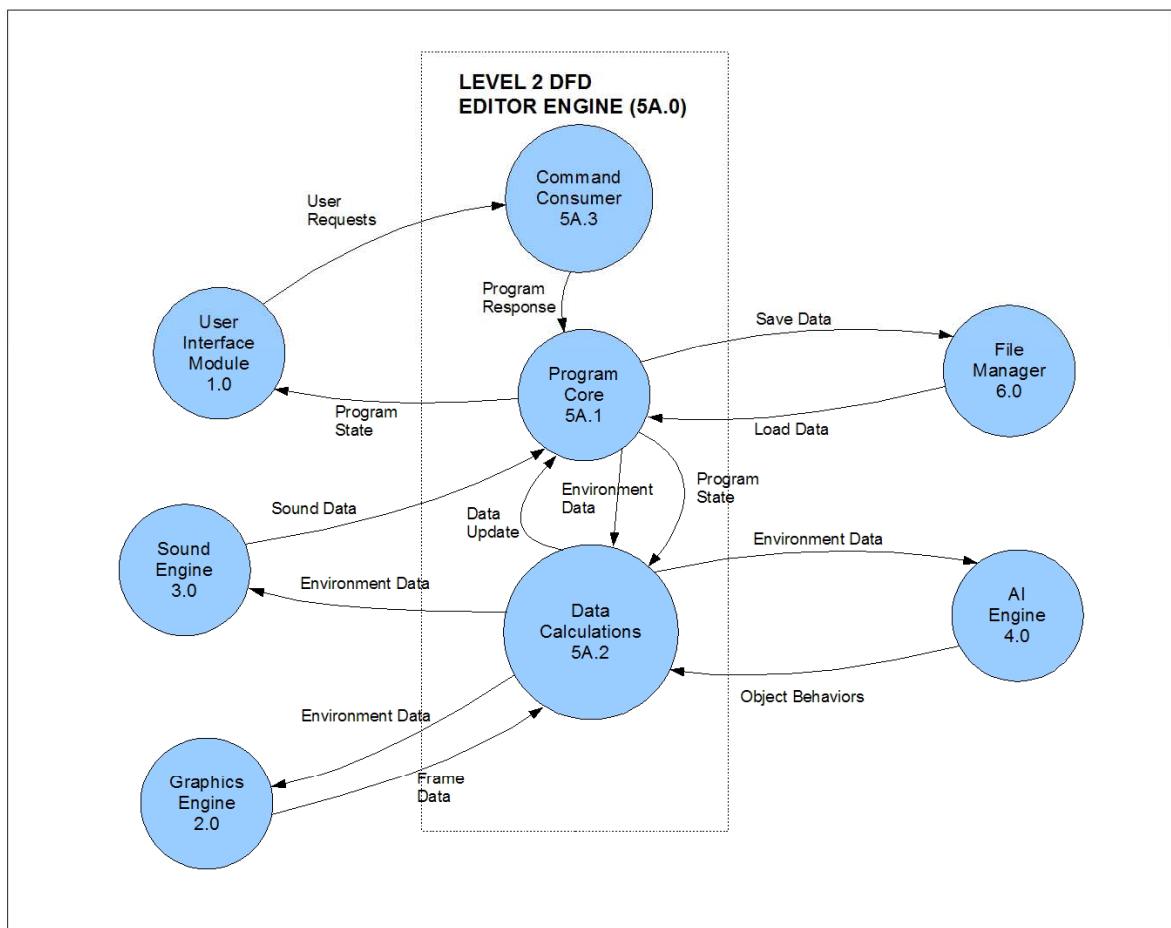 LEVEL 2 DFD
EDITOR ENGINE (5A.0)
Command
Consumer
5A.3
User
Requests
Program
Response
User
Interface
Module
1.0
Save Data
File
Manager
6.0
Program
Core
5A.1
Program
State
Load Data
Sound Data
Data
Update
Environment
Data
Program
State
Sound
Engine
3.0
Environment Data
Environment Data
Data
Calculations
5A.2
AI
Engine
4.0
Object Behaviors
Environment Data
Graphics
Engine
2.0
Frame
Data